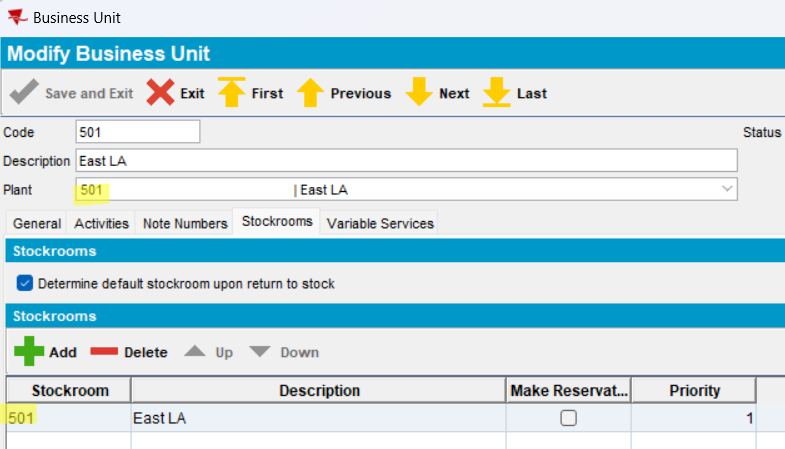 Business Unit
Modify Business Unit
Save and Exit Exit First Previous Next Last
Code 501 Status
Description East LA
Plant 501 | East LA
General Activities Note Numbers Stockrooms Variable Services
Stockrooms
Determine default stockroom upon return to stock
Stockrooms
Add Delete Up Down
Stockroom Description Make Reservat... Priority
501 East LA 1